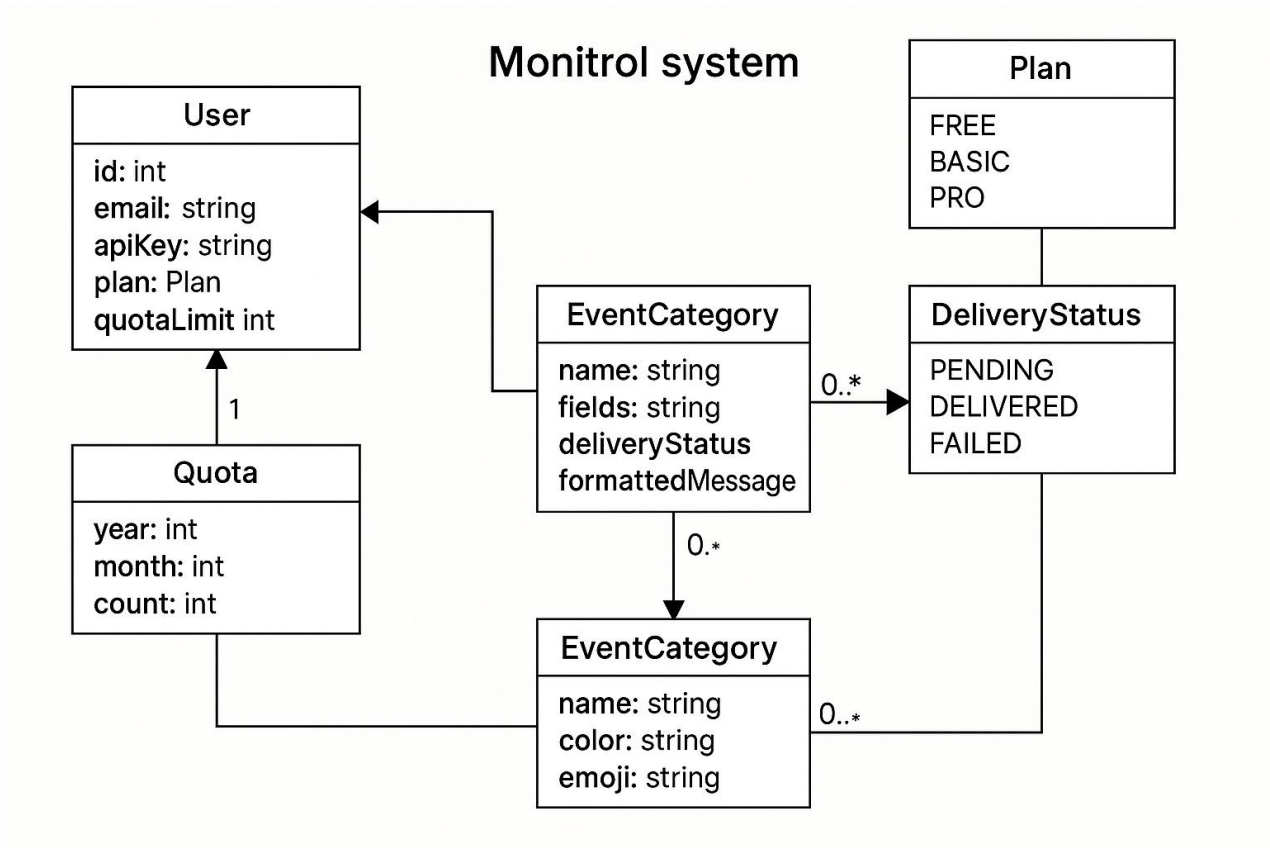 Monitrol system
User
id: int
email: string
apiKey: string
plan: Plan
quotaLimit int
Plan
FREE
BASIC
PRO
EventCategory
name: string
fields: string
deliveryStatus
formattedMessage
0..*
DeliveryStatus
PENDING
DELIVERED
FAILED
1
Quota
year: int
month: int
count: int
0.*
EventCategory
name: string
color: string
emoji: string
0..*